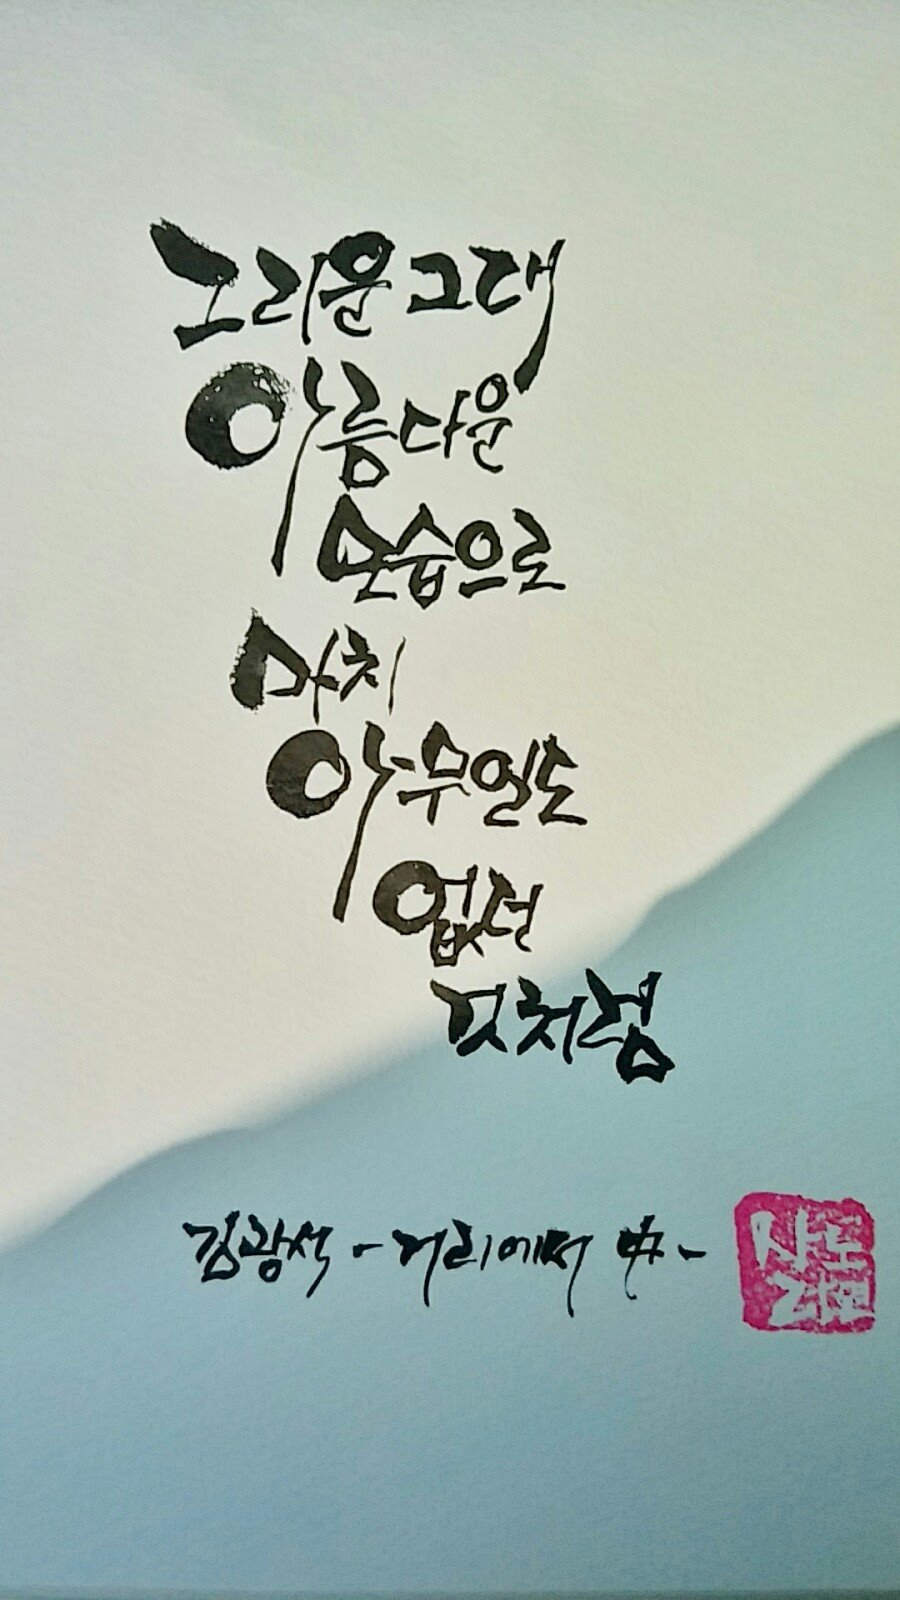 그리운 그대
아름다운
모습으로
마치
아무일도
없던
것처럼
김광석 - 거리에서 中 -